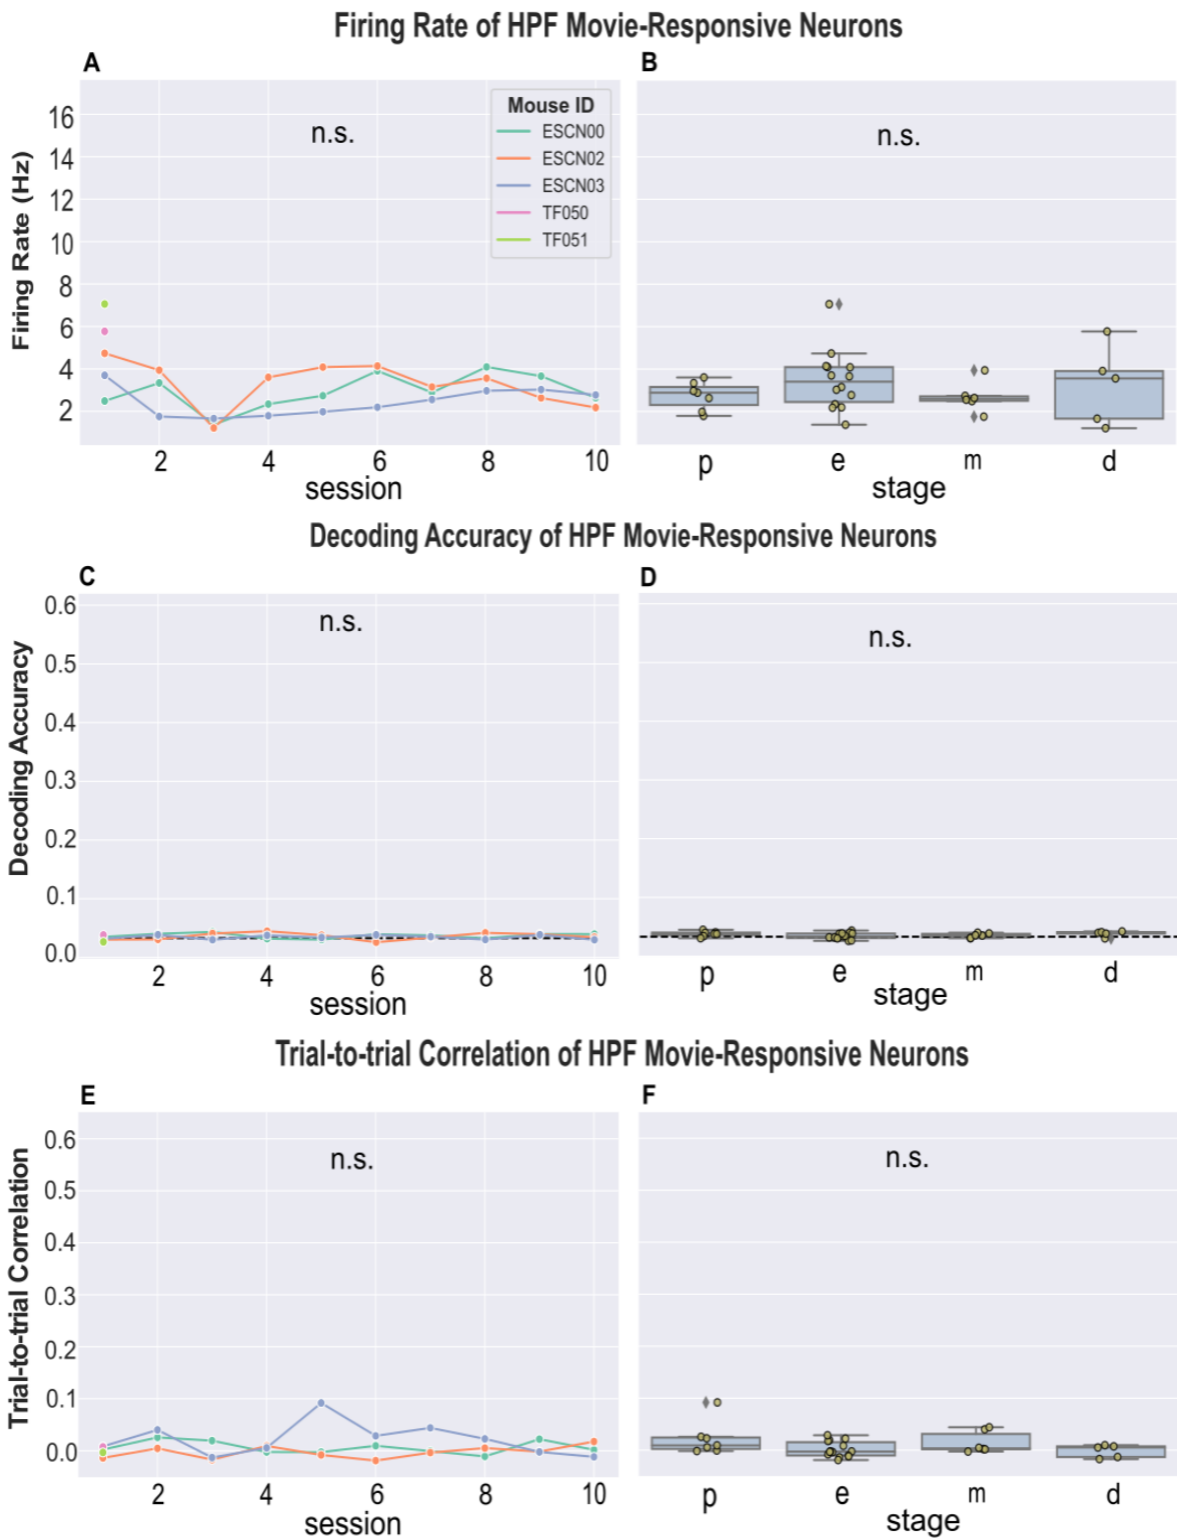 Firing Rate of HPF Movie-Responsive Neurons
A
B
Firing Rate (Hz)
16
14
12
10
8
6
4
2
n.s.
Mouse ID
ESCN00
ESCN02
ESCN03
TF050
TF051
n.s.
2 4 6 8 10
session
p e m d
stage
Decoding Accuracy of HPF Movie-Responsive Neurons
C
D
Decoding Accuracy
0.6
0.5
0.4
0.3
0.2
0.1
0.0
n.s.
n.s.
2 4 6 8 10
session
p e m d
stage
Trial-to-trial Correlation of HPF Movie-Responsive Neurons
E
F
Trial-to-trial Correlation
0.6
0.5
0.4
0.3
0.2
0.1
0.0
n.s.
n.s.
2 4 6 8 10
session
p e m d
stage